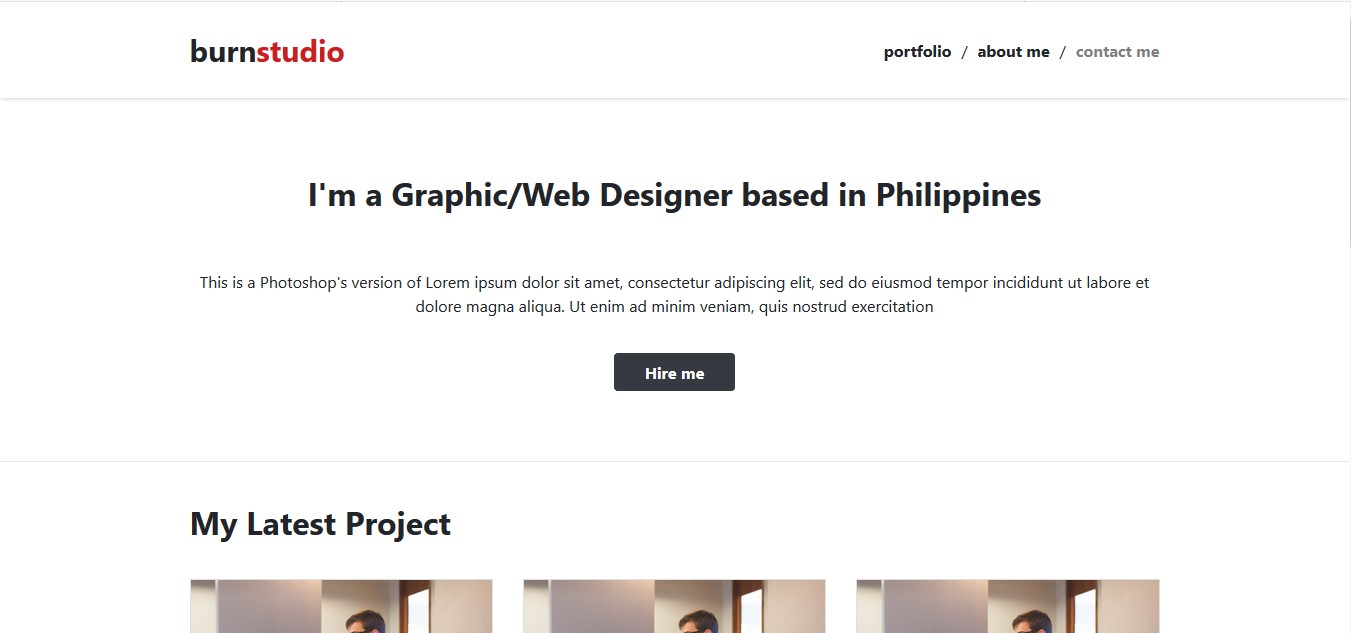 burnstudio
portfolio / about me / contact me
I'm a Graphic/Web Designer based in Philippines
This is a Photoshop's version of Lorem ipsum dolor sit amet, consectetur adipiscing elit, sed do eiusmod tempor incididunt ut labore et
dolore magna aliqua. Ut enim ad minim veniam, quis nostrud exercitation
Hire me
My Latest Project